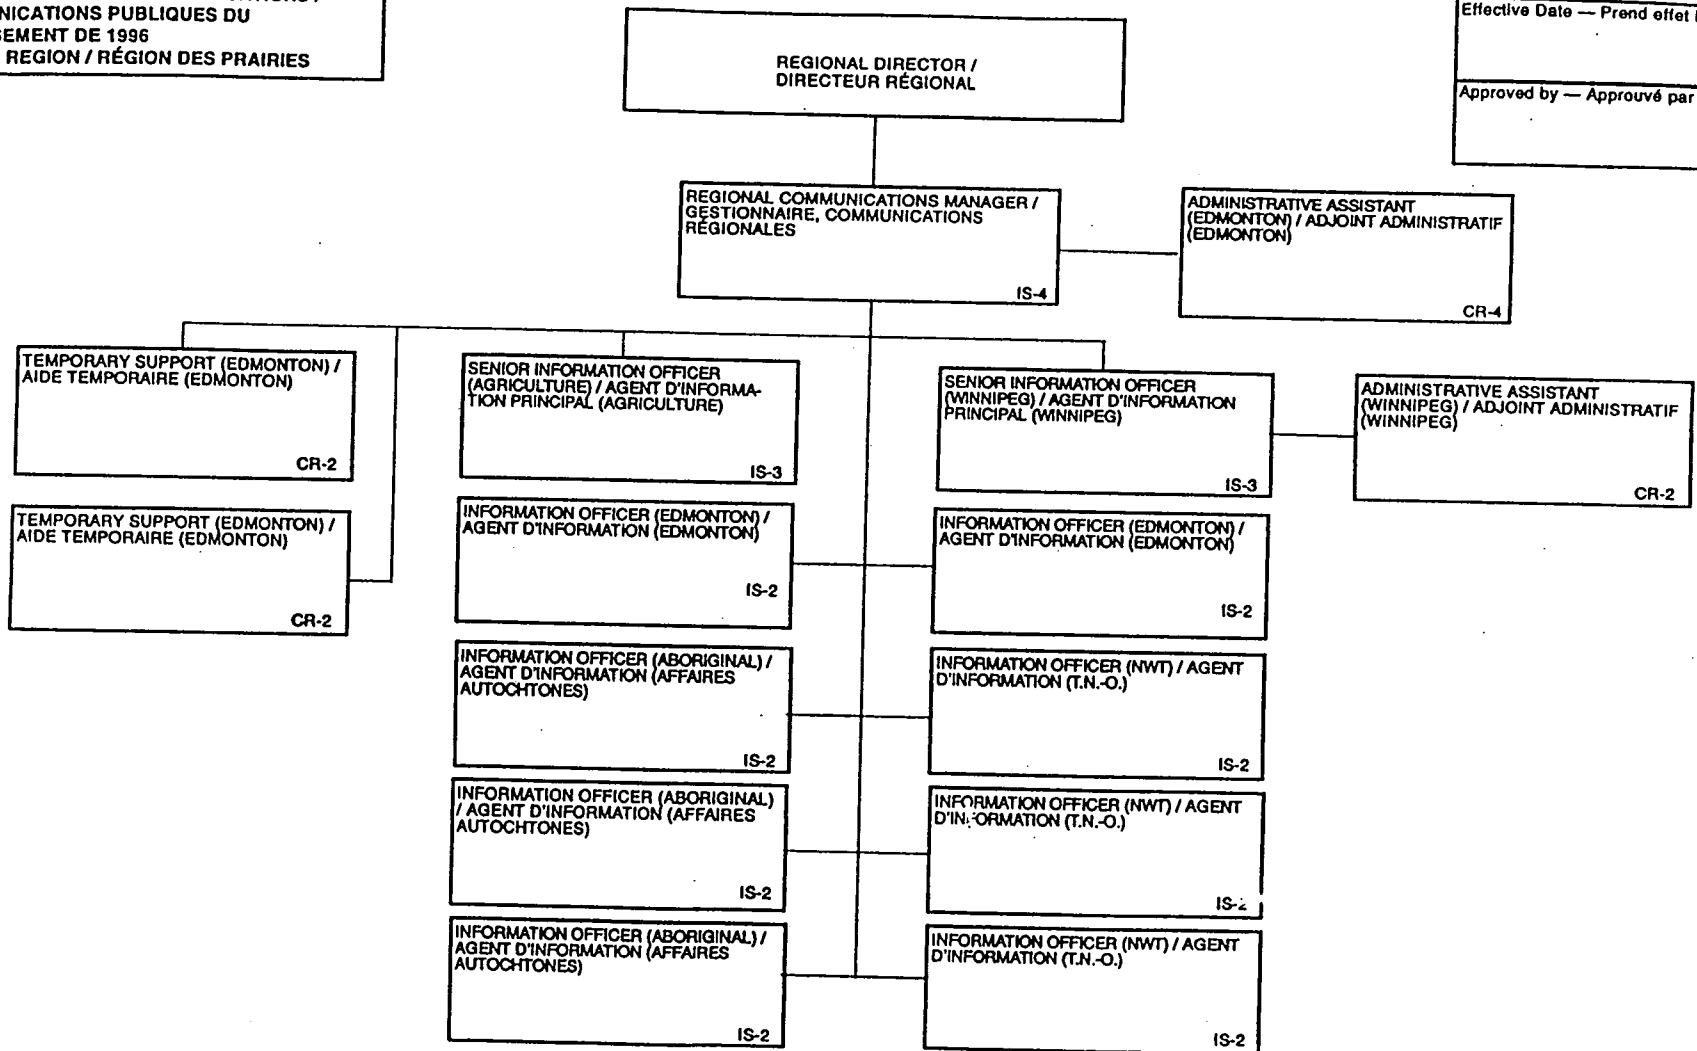 PUBLIQUES DU
DE 1996
REGION / RÉGION DES PRAIRIES
Effective Date — Prend effet
Approved by — Approuvé par
REGIONAL DIRECTOR /
DIRECTEUR RÉGIONAL
REGIONAL COMMUNICATIONS MANAGER /
GESTIONNAIRE, COMMUNICATIONS
RÉGIONALES
IS-4
ADMINISTRATIVE ASSISTANT
(EDMONTON) / ADJOINT ADMINISTRATIF
(EDMONTON)
CR-4
TEMPORARY SUPPORT (EDMONTON) /
AIDE TEMPORAIRE (EDMONTON)
CR-2
SENIOR INFORMATION OFFICER
(AGRICULTURE) / AGENT D'INFORMA-
TION PRINCIPAL (AGRICULTURE)
IS-3
SENIOR INFORMATION OFFICER
(WINNIPEG) / AGENT D'INFORMATION
PRINCIPAL (WINNIPEG)
IS-3
ADMINISTRATIVE ASSISTANT
(WINNIPEG) / ADJOINT ADMINISTRATIF
(WINNIPEG)
CR-2
TEMPORARY SUPPORT (EDMONTON) /
AIDE TEMPORAIRE (EDMONTON)
CR-2
INFORMATION OFFICER (EDMONTON) /
AGENT D'INFORMATION (EDMONTON)
IS-2
INFORMATION OFFICER (EDMONTON) /
AGENT D'INFORMATION (EDMONTON)
IS-2
INFORMATION OFFICER (ABORIGINAL) /
AGENT D'INFORMATION (AFFAIRES
AUTOCHTONES)
IS-2
INFORMATION OFFICER (NWT) / AGENT
D'INFORMATION (T.N.-O.)
IS-2
INFORMATION OFFICER (ABORIGINAL)
/ AGENT D'INFORMATION (AFFAIRES
AUTOCHTONES)
IS-2
INFORMATION OFFICER (NWT) / AGENT
D'INFORMATION (T.N.-O.)
IS-2
INFORMATION OFFICER (ABORIGINAL) /
AGENT D'INFORMATION (AFFAIRES
AUTOCHTONES)
IS-2
INFORMATION OFFICER (NWT) / AGENT
D'INFORMATION (T.N.-O.)
IS-2